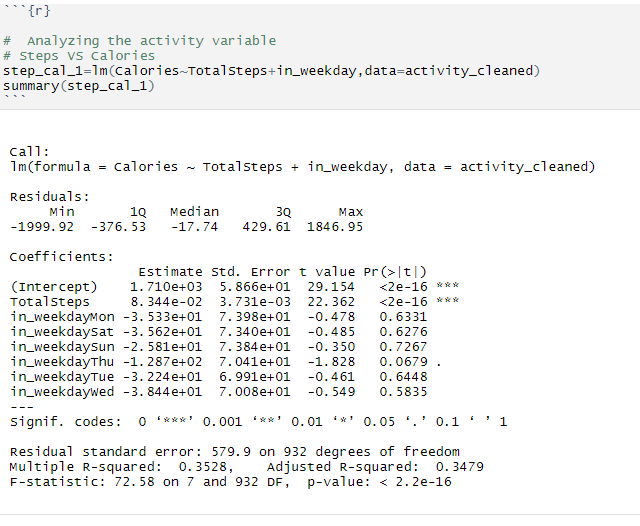 ```{r}
#  Analyzing the activity variable
# Steps VS Calories
step_cal_1=lm(Calories~TotalSteps+in_weekday,data=activity_cleaned)
summary(step_cal_1)
```
Call:
lm(formula = Calories ~ TotalSteps + in_weekday, data = activity_cleaned)
Residuals:
     Min       1Q   Median       3Q      Max
-1999.92  -376.53   -17.74   429.61  1846.95
Coefficients:
                Estimate Std. Error t value Pr(>|t|)
(Intercept)    1.710e+03  5.866e+01  29.154   <2e-16 ***
TotalSteps     8.344e-02  3.731e-03  22.362   <2e-16 ***
in_weekdayMon -3.533e+01  7.398e+01  -0.478   0.6331
in_weekdaySat -3.562e+01  7.340e+01  -0.485   0.6276
in_weekdaySun -2.581e+01  7.384e+01  -0.350   0.7267
in_weekdayThu -1.287e+02  7.041e+01  -1.828   0.0679 .
in_weekdayTue -3.224e+01  6.991e+01  -0.461   0.6448
in_weekdayWed -3.844e+01  7.008e+01  -0.549   0.5835
---
Signif. codes:  0 ‘***’ 0.001 ‘**’ 0.01 ‘*’ 0.05 ‘.’ 0.1 ‘ ’ 1
Residual standard error: 579.9 on 932 degrees of freedom
Multiple R-squared:  0.3528,    Adjusted R-squared:  0.3479
F-statistic: 72.58 on 7 and 932 DF,  p-value: < 2.2e-16